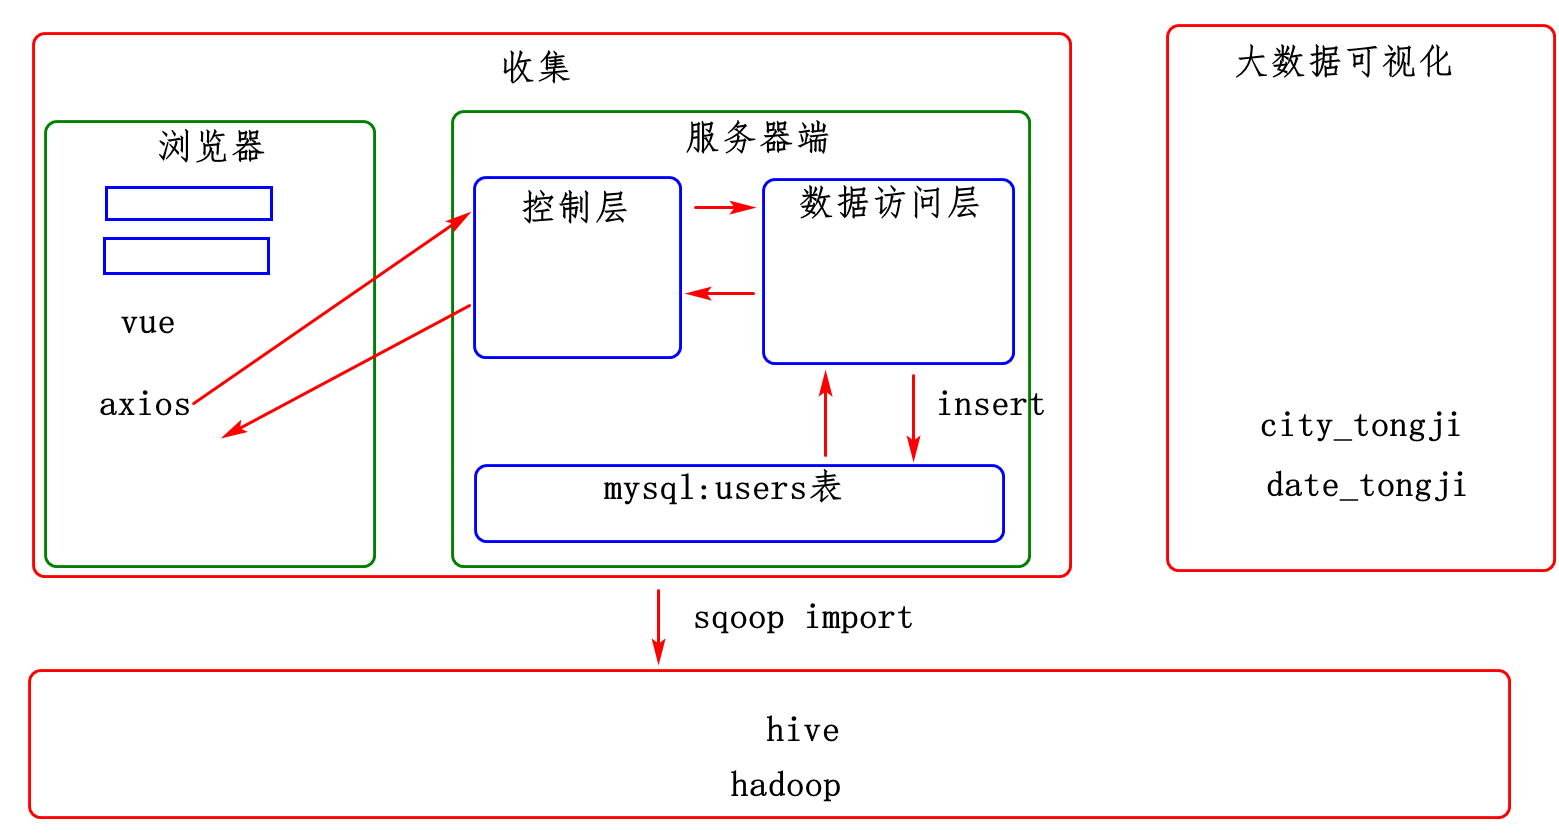 收集
浏览器
vue
axios
服务器端
控制层
数据访问层
insert
mysql:users表
大数据可视化
city_tongji
date_tongji
sqoop import
hive
hadoop